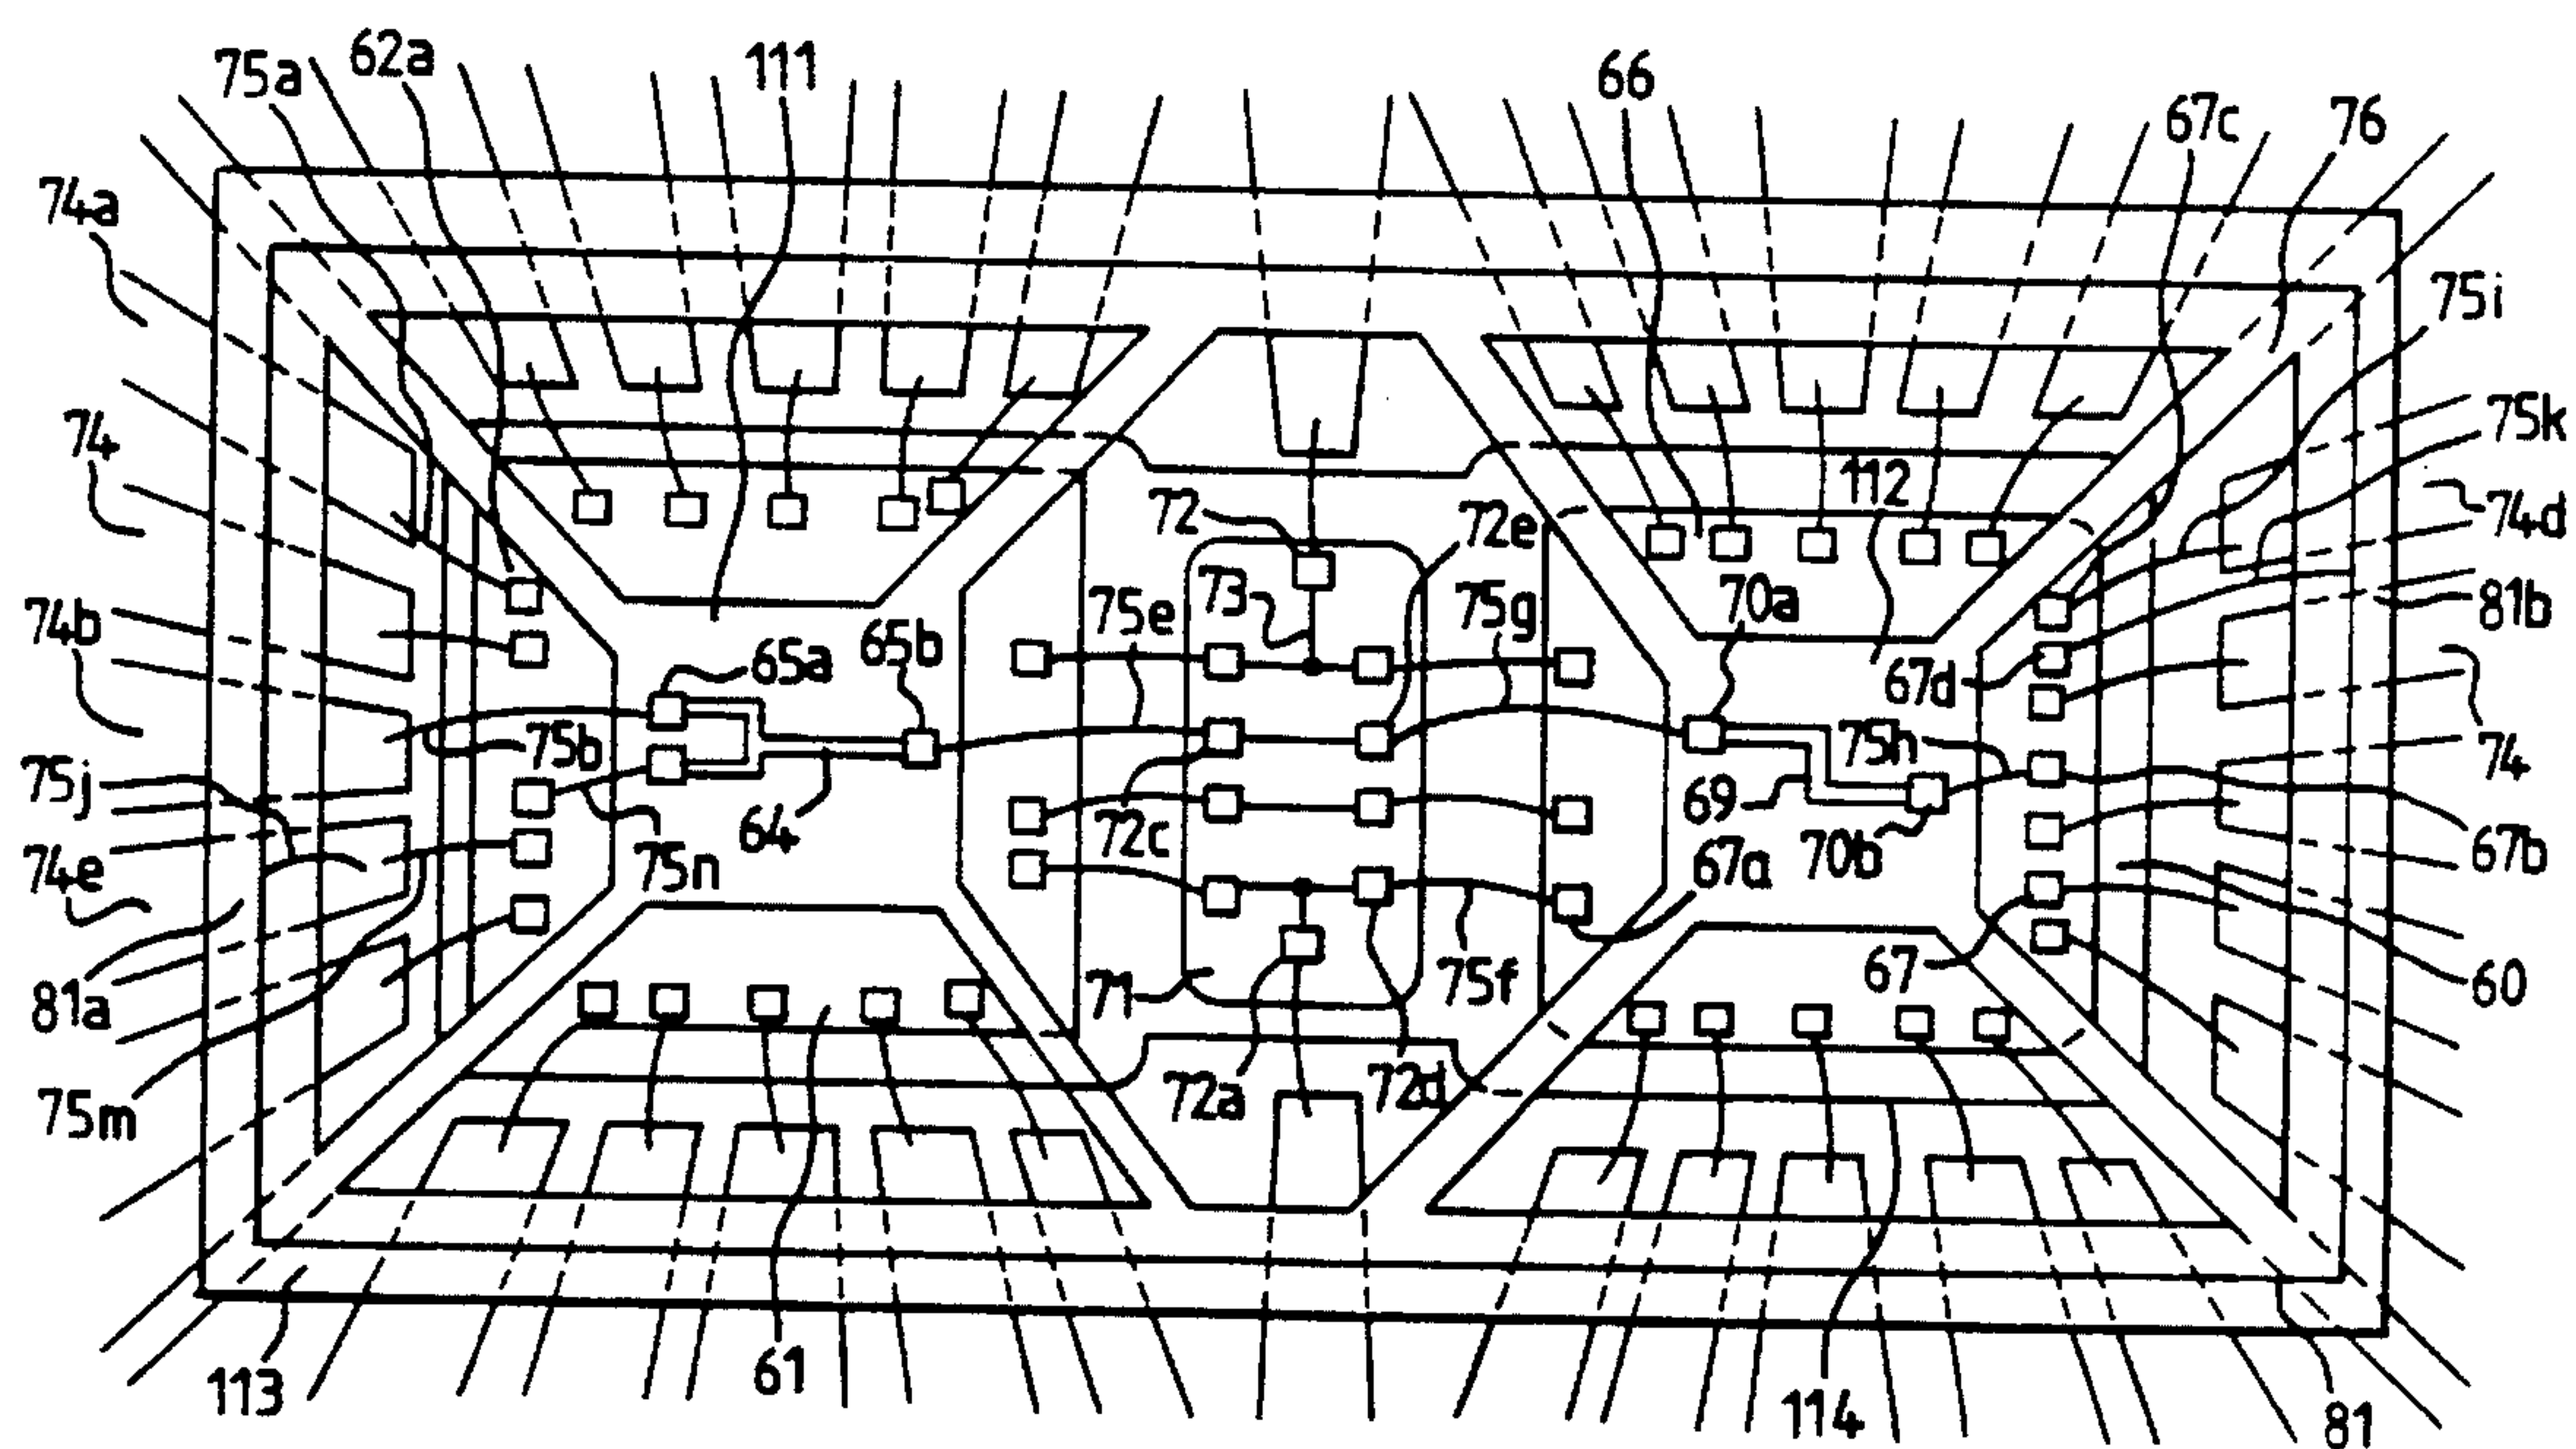 75a
62a
111
66
67c
76
74a
75i
74
75k
112
72
72e
74d
73
70a
75e
75g
81b
74b
65a
65b
67d
75b
75h
74
75j
64
72c
69
74e
75n
70b
67a
67b
81a
71
75f
67
60
75m
72a
72d
113
61
114
81